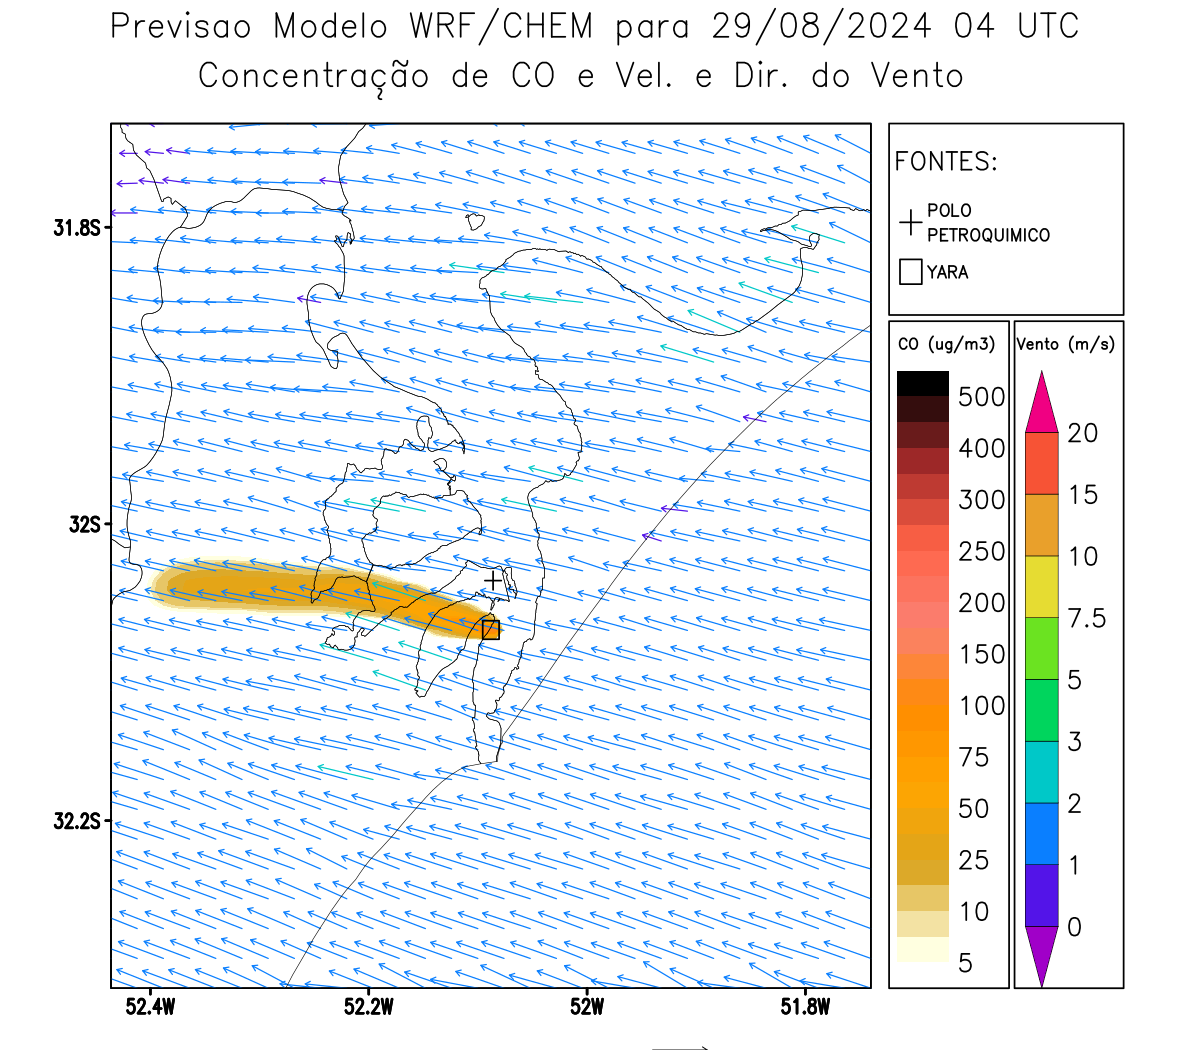 Previsao Modelo WRF/CHEM para 29/08/2024 04 UTC
Concentração de CO e Vel. e Dir. do Vento
31.8S
32S
32.2S
52.4W
52.2W
52W
51.8W
FONTES:
POLO
PETROQUIMICO
YARA
CO (ug/m3)
500
400
300
250
200
150
100
75
50
25
10
5
Vento (m/s)
20
15
10
7.5
5
3
2
1
0